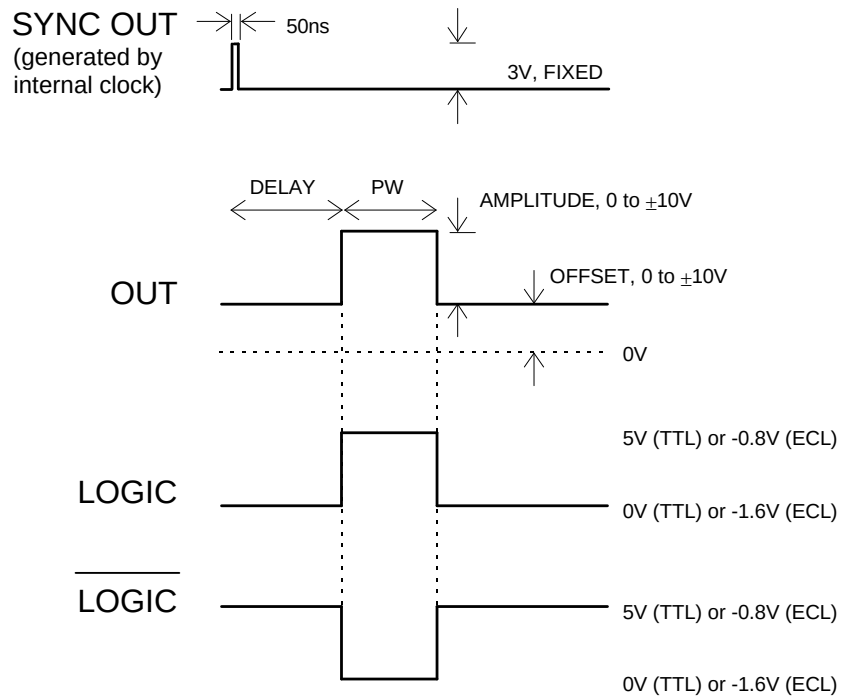 SYNC OUT
(generated by
internal clock)
50ns
3V, FIXED
DELAY
PW
AMPLITUDE, 0 to ±10V
OUT
OFFSET, 0 to ±10V
0V
5V (TTL) or -0.8V (ECL)
LOGIC
0V (TTL) or -1.6V (ECL)
LOGIC
5V (TTL) or -0.8V (ECL)
0V (TTL) or -1.6V (ECL)